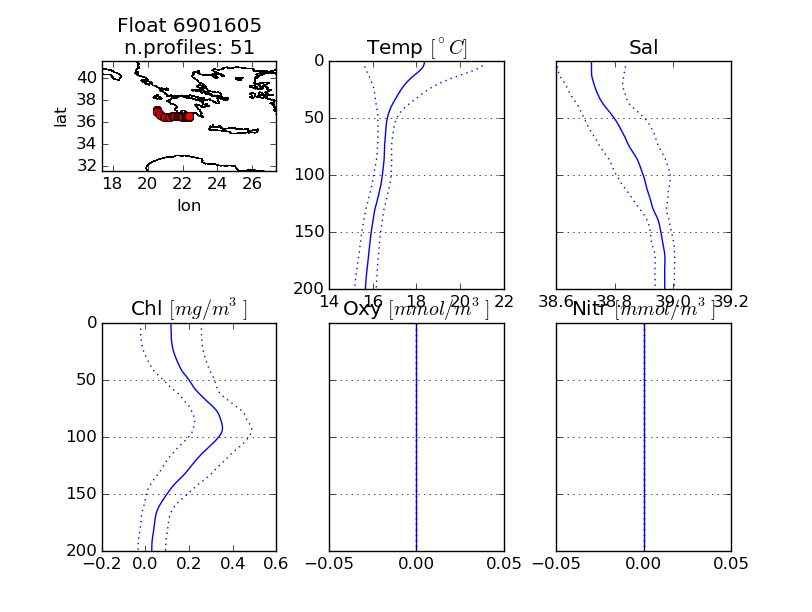 Float 6901605
n.profiles: 51
lat
40
38
36
34
32
18 20 22 24 26
lon
Temp [°C]
0
50
100
150
200
14 16 18 20 22
Sal
38.6 38.8 39.0 39.2
Chl [mg/m³]
0
50
100
150
200
−0.2 0.0 0.2 0.4 0.6
Oxy [mmol/m³]
−0.05 0.00 0.05
Nitr [mmol/m³]
−0.05 0.00 0.05